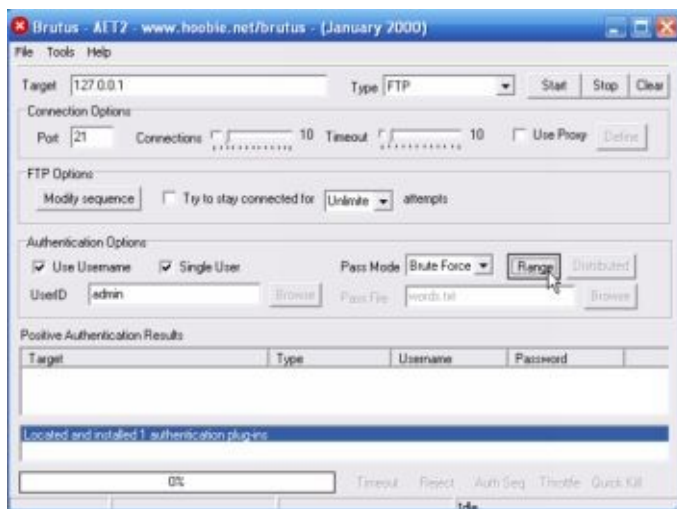 Brutus - AET2 - www.hoobie.net/brutus - (January 2000)
File Tools Help
Target 127.0.0.1 Type FTP Start Stop Clear
Connection Options
Port 21 Connections 10 Timeout 10 Use Proxy Define
FTP Options
Modify sequence Try to stay connected for Unlimite attempts
Authentication Options
Use Username Single User Pass Mode Brute Force Range Distributed
UserID admin Browse Pass File words.txt Browse
Positive Authentication Results
Target Type Username Password
Located and installed 1 authentication plug-ins
0% Timeout Reject Auth Seq Throttle Quick Kill
Idle